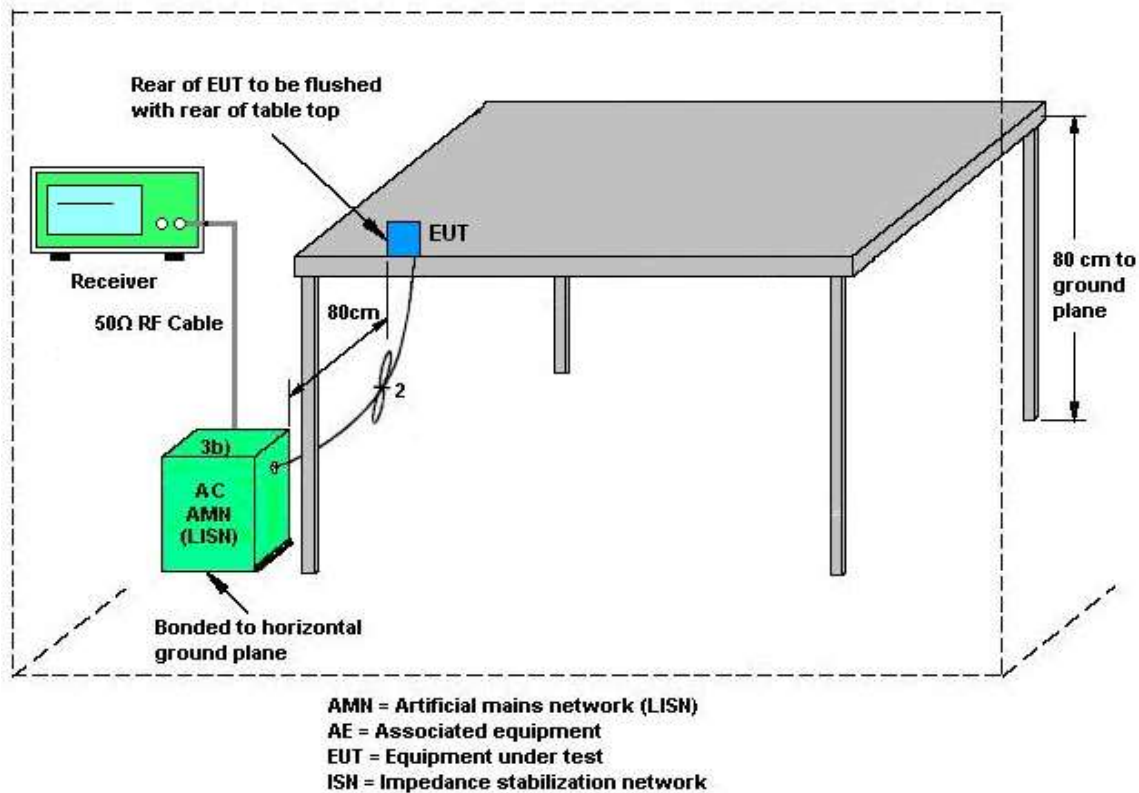 Rear of EUT to be flushed
with rear of table top
EUT
Receiver
50Ω RF Cable
80cm
80 cm to
ground
plane
2
3b)
AC
AMN
(LISN)
Bonded to horizontal
ground plane
AMN = Artificial mains network (LISN)
AE = Associated equipment
EUT = Equipment under test
ISN = Impedance stabilization network